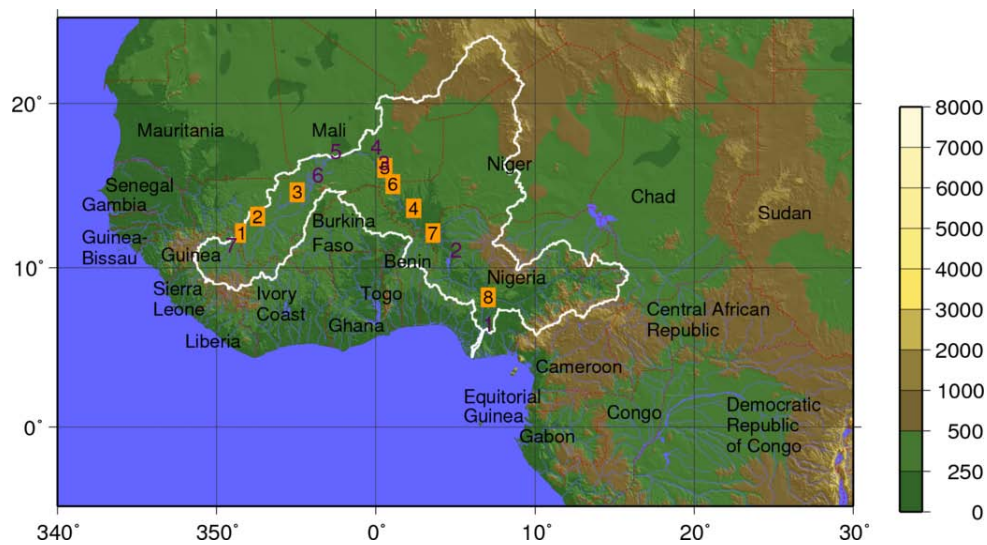 8000
20°
7000
Mauritania
Mali
4
5
3
5
Niger
6000
6
6
Senegal
3
Chad
5000
Gambia
4
2
Burkina
Sudan
4000
Guinea-
1
7
Faso
7
Bissau
Guinea
2
3000
Benin
10°
Nigeria
2000
Sierra
Ivory
Togo
8
Leone
Coast
Central African
Republic
Ghana
1
1000
Liberia
Cameroon
500
Equitorial
Guinea
Congo
Democratic
Republic
of Congo
0°
Gabon
250
0
340°
350°
0°
10°
20°
30°